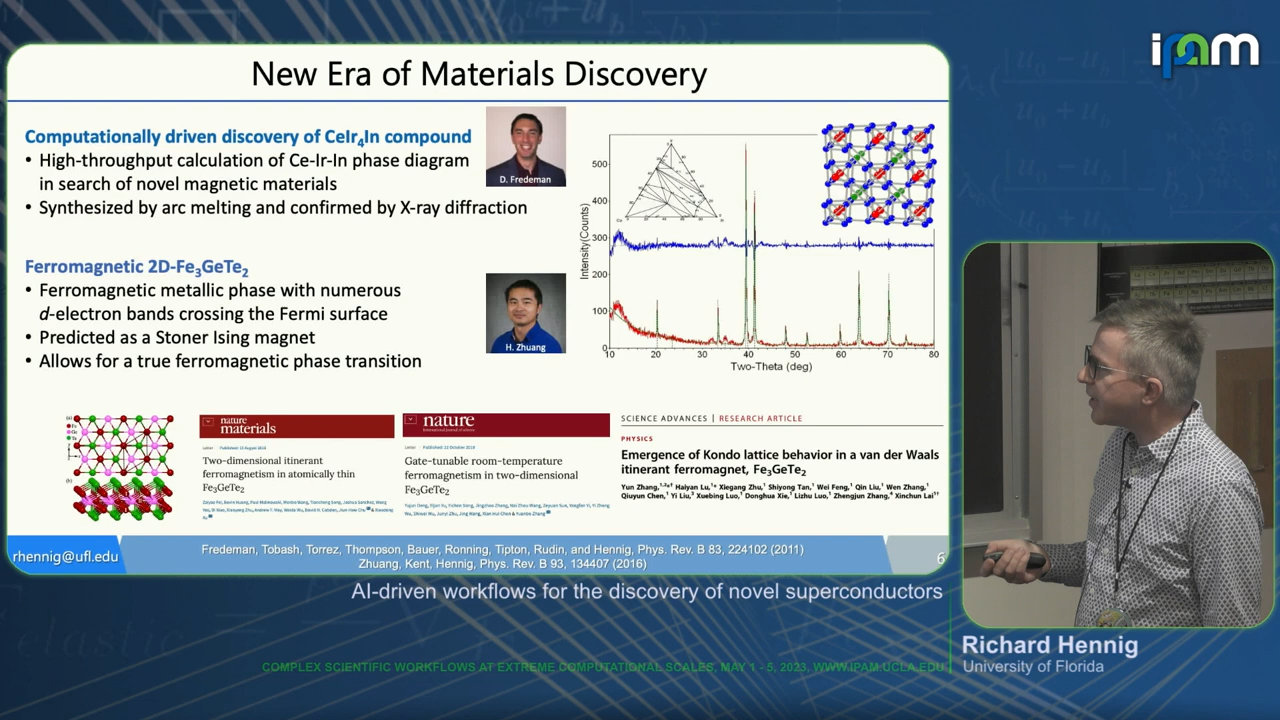 New Era of Materials Discovery
Computationally driven discovery of CeIr4In compound
• High-throughput calculation of Ce-Ir-In phase diagram
in search of novel magnetic materials
• Synthesized by arc melting and confirmed by X-ray diffraction
D. Fredeman
Ferromagnetic 2D-Fe3GeTe2
• Ferromagnetic metallic phase with numerous
d-electron bands crossing the Fermi surface
• Predicted as a Stoner Ising magnet
• Allows for a true ferromagnetic phase transition
H. Zhuang
Intensity(Counts)
500
400
300
200
100
0
10 20 30 40 50 60 70 80
Two-Theta (deg)
(a)
Fe
Ge
Te
(b)
nature
materials
Two-dimensional itinerant
ferromagnetism in atomically thin
Fe3GeTe2
nature
Gate-tunable room-temperature
ferromagnetism in two-dimensional
Fe3GeTe2
SCIENCE ADVANCES | RESEARCH ARTICLE
PHYSICS
Emergence of Kondo lattice behavior in a van der Waals
itinerant ferromagnet, Fe3GeTe2
Yun Zhang, Haiyan Lu, Xiegang Zhu, Shiyong Tan, Wei Feng, Qin Liu, Wen Zhang,
Qiuyun Chen, Yi Liu, Xuebing Luo, Donghua Xie, Lizhu Luo, Zhengjun Zhang, Xinchun Lai
rhennig@ufl.edu
Fredeman, Tobash, Torrez, Thompson, Bauer, Ronning, Tipton, Rudin, and Hennig, Phys. Rev. B 83, 224102 (2011)
Zhuang, Kent, Hennig, Phys. Rev. B 93, 134407 (2016)
6
ipam
AI-driven workflows for the discovery of novel superconductors
Richard Hennig
University of Florida
COMPLEX SCIENTIFIC WORKFLOWS AT EXTREME COMPUTATIONAL SCALES, MAY 1 - 5, 2023, WWW.IPAM.UCLA.EDU
elastic